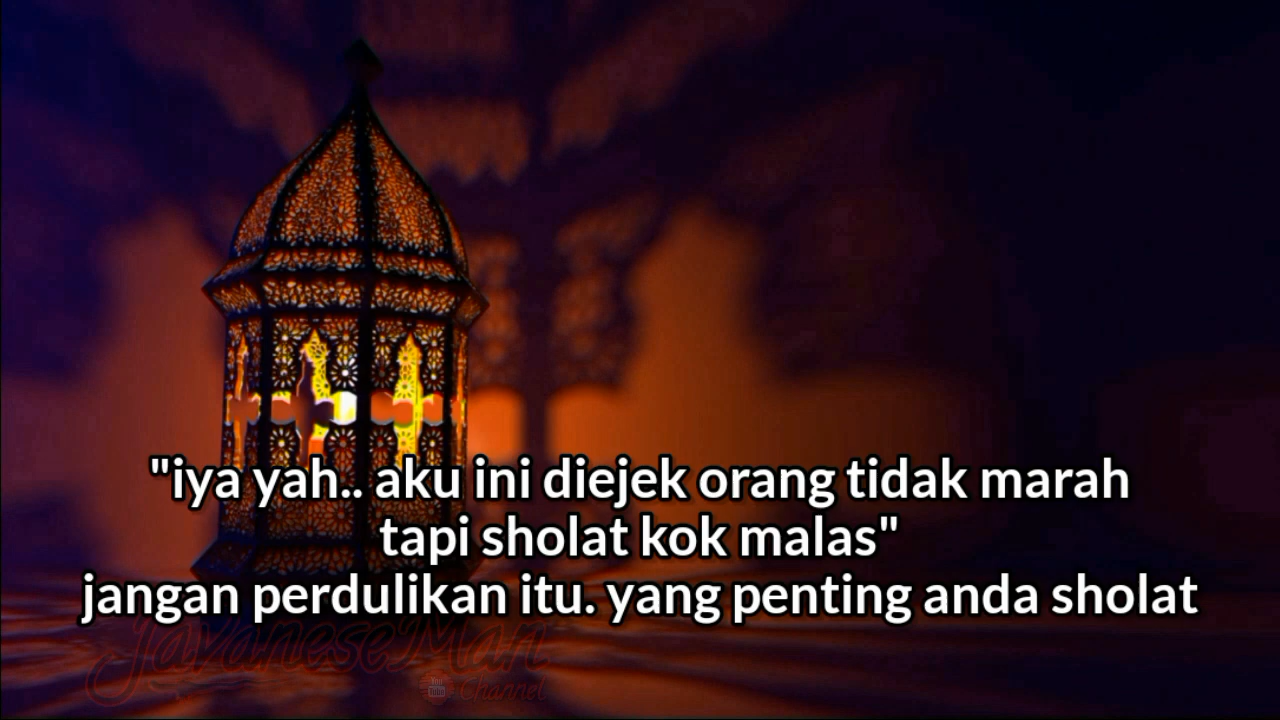 "iya yah.. aku ini diejek orang tidak marah
tapi sholat kok malas"
jangan perdulikan itu. yang penting anda sholat
JavaneseMan
Channel